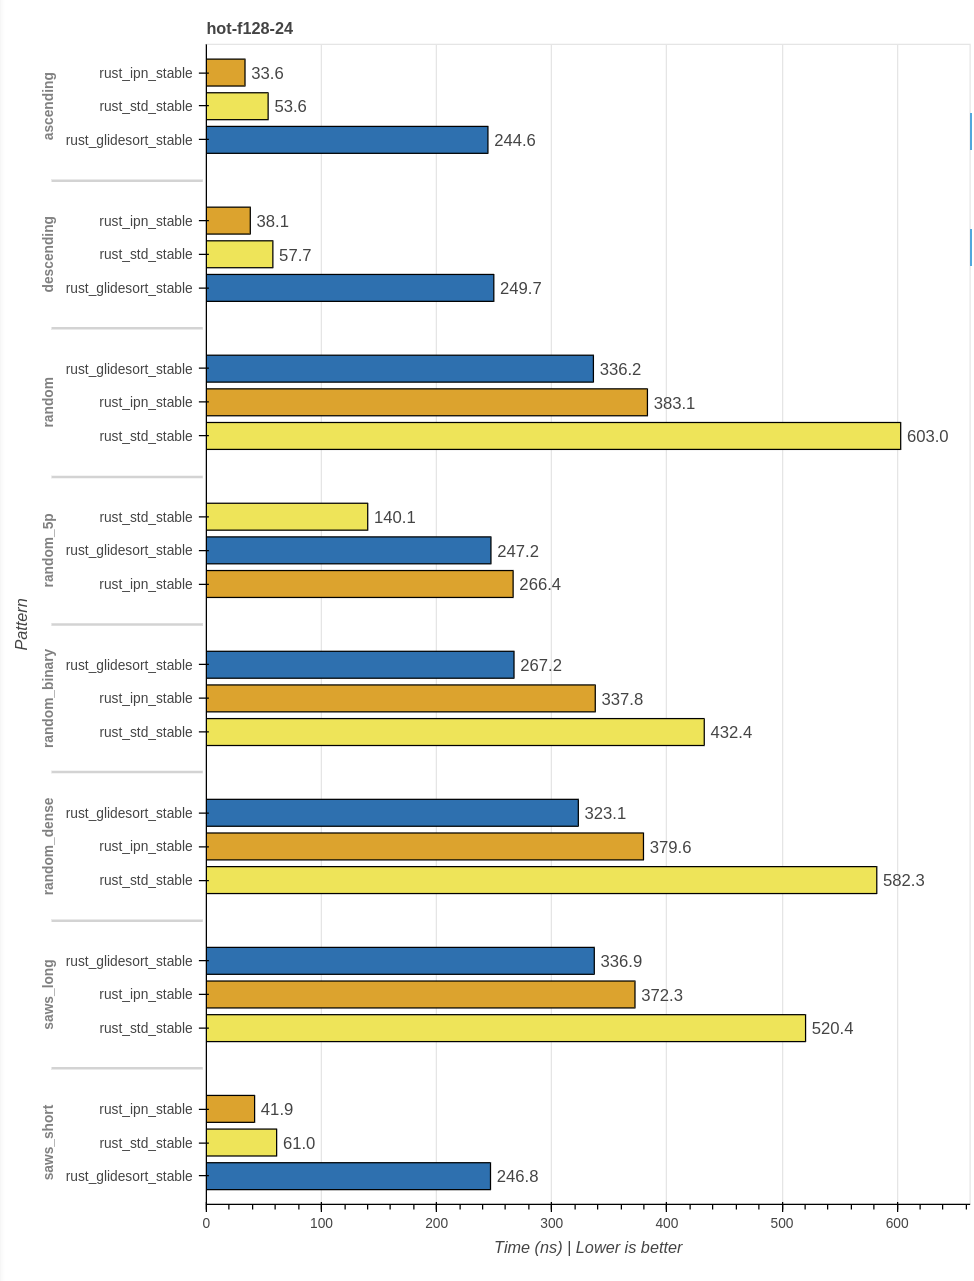 hot-f128-24
Pattern
ascending
rust_ipn_stable 33.6
rust_std_stable 53.6
rust_glidesort_stable 244.6
descending
rust_ipn_stable 38.1
rust_std_stable 57.7
rust_glidesort_stable 249.7
random
rust_glidesort_stable 336.2
rust_ipn_stable 383.1
rust_std_stable 603.0
random_5p
rust_std_stable 140.1
rust_glidesort_stable 247.2
rust_ipn_stable 266.4
random_binary
rust_glidesort_stable 267.2
rust_ipn_stable 337.8
rust_std_stable 432.4
random_dense
rust_glidesort_stable 323.1
rust_ipn_stable 379.6
rust_std_stable 582.3
saws_long
rust_glidesort_stable 336.9
rust_ipn_stable 372.3
rust_std_stable 520.4
saws_short
rust_ipn_stable 41.9
rust_std_stable 61.0
rust_glidesort_stable 246.8
0 100 200 300 400 500 600
Time (ns) | Lower is better